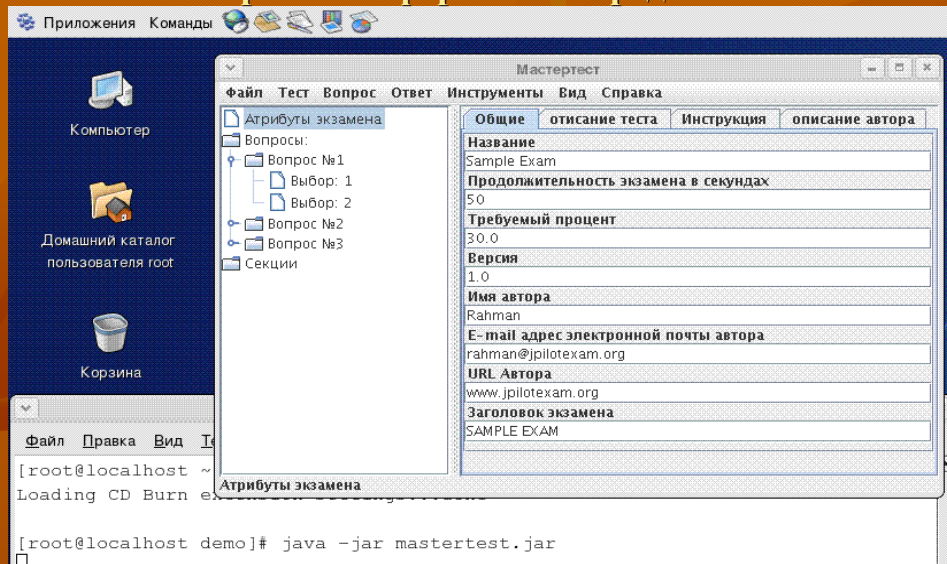 Приложения Команды
Компьютер
Домашний каталог
пользователя root
Корзина
Мастертест
Файл Тест Вопрос Ответ Инструменты Вид Справка
Атрибуты экзамена
Вопросы:
Вопрос №1
Выбор: 1
Выбор: 2
Вопрос №2
Вопрос №3
Секции
Общие отисание теста Инструкция описание автора
Название
Sample Exam
Продолжительность экзамена в секундах
50
Требуемый процент
30.0
Версия
1.0
Имя автора
Rahman
E-mail адрес электронной почты автора
rahman@jpilotexam.org
URL Автора
www.jpilotexam.org
Заголовок экзамена
SAMPLE EXAM
Атрибуты экзамена
Файл Правка Вид
[root@localhost ~
Loading CD Burn
[root@localhost demo]# java -jar mastertest.jar